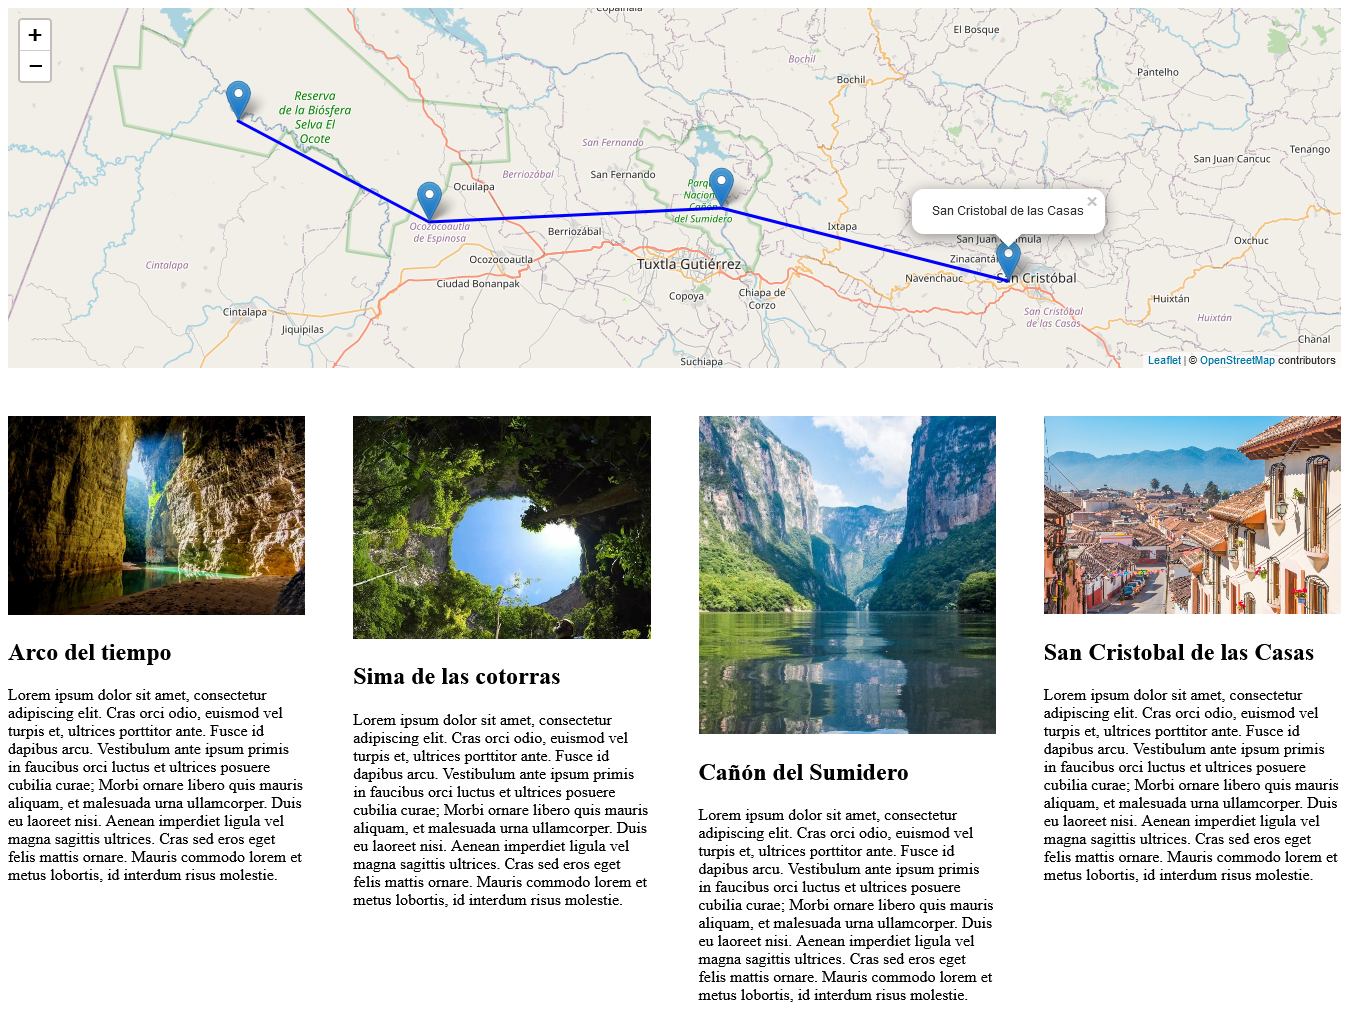 Copainala
+
−
El Bosque
Bochil
Bochil
Pantelho
Reserva
de la Biósfera
Selva El
Ocote
San Fernando
Tenango
San Juan Cancuc
Ocuilapa
Berriozábal
San Fernando
Parque
Nacional
Cañón
del Sumidero
San Cristobal de las Casas
×
Ocozocoautla
de Espinosa
Berriozábal
Ixtapa
San Juan Chamula
Oxchuc
Cintalapa
Ocozocoautla
Tuxtla Gutiérrez
Zinacantán
Ciudad Bonanpak
Navenchauc
San Cristóbal
Copoya
Chiapa de
Corzo
Huixtán
Cintalapa
Jiquipilas
San Cristóbal
de las Casas
Huixtán
Chanal
Suchiapa
Leaflet | © OpenStreetMap contributors
Arco del tiempo
Lorem ipsum dolor sit amet, consectetur
adipiscing elit. Cras orci odio, euismod vel
turpis et, ultrices porttitor ante. Fusce id
dapibus arcu. Vestibulum ante ipsum primis
in faucibus orci luctus et ultrices posuere
cubilia curae; Morbi ornare libero quis mauris
aliquam, et malesuada urna ullamcorper. Duis
eu laoreet nisi. Aenean imperdiet ligula vel
magna sagittis ultrices. Cras sed eros eget
felis mattis ornare. Mauris commodo lorem et
metus lobortis, id interdum risus molestie.
Sima de las cotorras
Lorem ipsum dolor sit amet, consectetur
adipiscing elit. Cras orci odio, euismod vel
turpis et, ultrices porttitor ante. Fusce id
dapibus arcu. Vestibulum ante ipsum primis
in faucibus orci luctus et ultrices posuere
cubilia curae; Morbi ornare libero quis mauris
aliquam, et malesuada urna ullamcorper. Duis
eu laoreet nisi. Aenean imperdiet ligula vel
magna sagittis ultrices. Cras sed eros eget
felis mattis ornare. Mauris commodo lorem et
metus lobortis, id interdum risus molestie.
Cañón del Sumidero
Lorem ipsum dolor sit amet, consectetur
adipiscing elit. Cras orci odio, euismod vel
turpis et, ultrices porttitor ante. Fusce id
dapibus arcu. Vestibulum ante ipsum primis
in faucibus orci luctus et ultrices posuere
cubilia curae; Morbi ornare libero quis mauris
aliquam, et malesuada urna ullamcorper. Duis
eu laoreet nisi. Aenean imperdiet ligula vel
magna sagittis ultrices. Cras sed eros eget
felis mattis ornare. Mauris commodo lorem et
metus lobortis, id interdum risus molestie.
San Cristobal de las Casas
Lorem ipsum dolor sit amet, consectetur
adipiscing elit. Cras orci odio, euismod vel
turpis et, ultrices porttitor ante. Fusce id
dapibus arcu. Vestibulum ante ipsum primis
in faucibus orci luctus et ultrices posuere
cubilia curae; Morbi ornare libero quis mauris
aliquam, et malesuada urna ullamcorper. Duis
eu laoreet nisi. Aenean imperdiet ligula vel
magna sagittis ultrices. Cras sed eros eget
felis mattis ornare. Mauris commodo lorem et
metus lobortis, id interdum risus molestie.